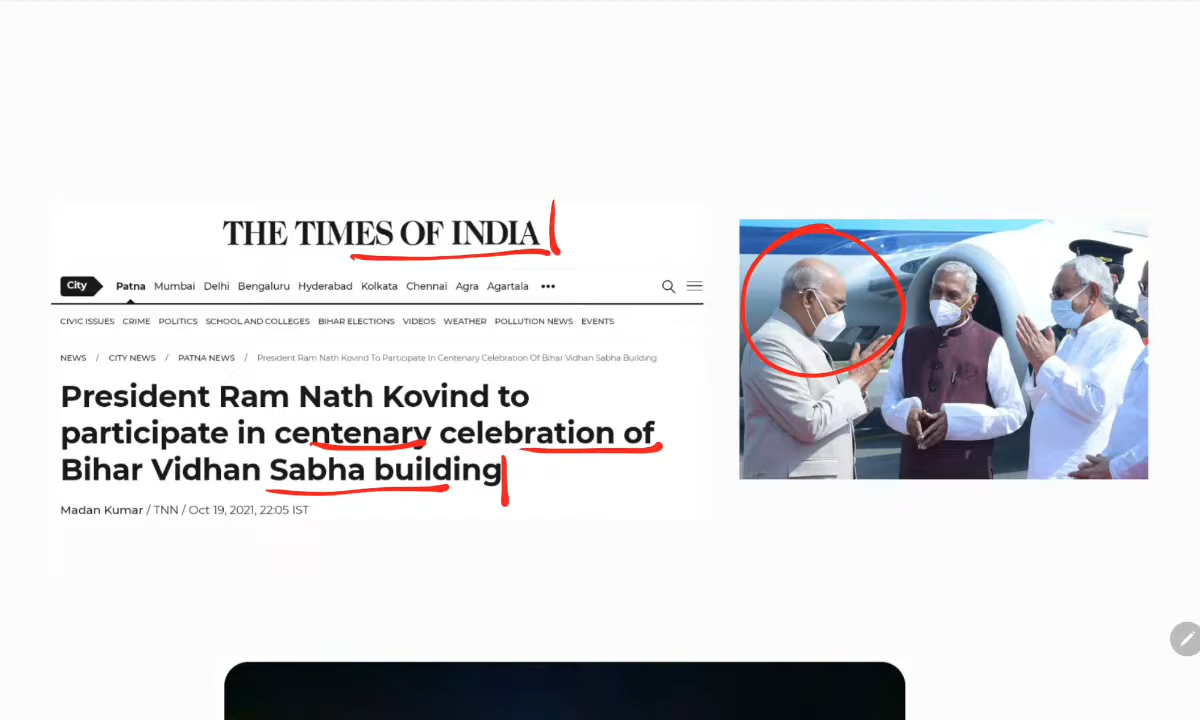 THE TIMES OF INDIA
City Patna Mumbai Delhi Bengaluru Hyderabad Kolkata Chennai Agra Agartala •••
CIVIC ISSUES CRIME POLITICS SCHOOL AND COLLEGES BIHAR ELECTIONS VIDEOS WEATHER POLLUTION NEWS EVENTS
NEWS / CITY NEWS / PATNA NEWS / President Ram Nath Kovind To Participate In Centenary Celebration Of Bihar Vidhan Sabha Building
President Ram Nath Kovind to
participate in centenary celebration of
Bihar Vidhan Sabha building
Madan Kumar / TNN / Oct 19, 2021, 22:05 IST